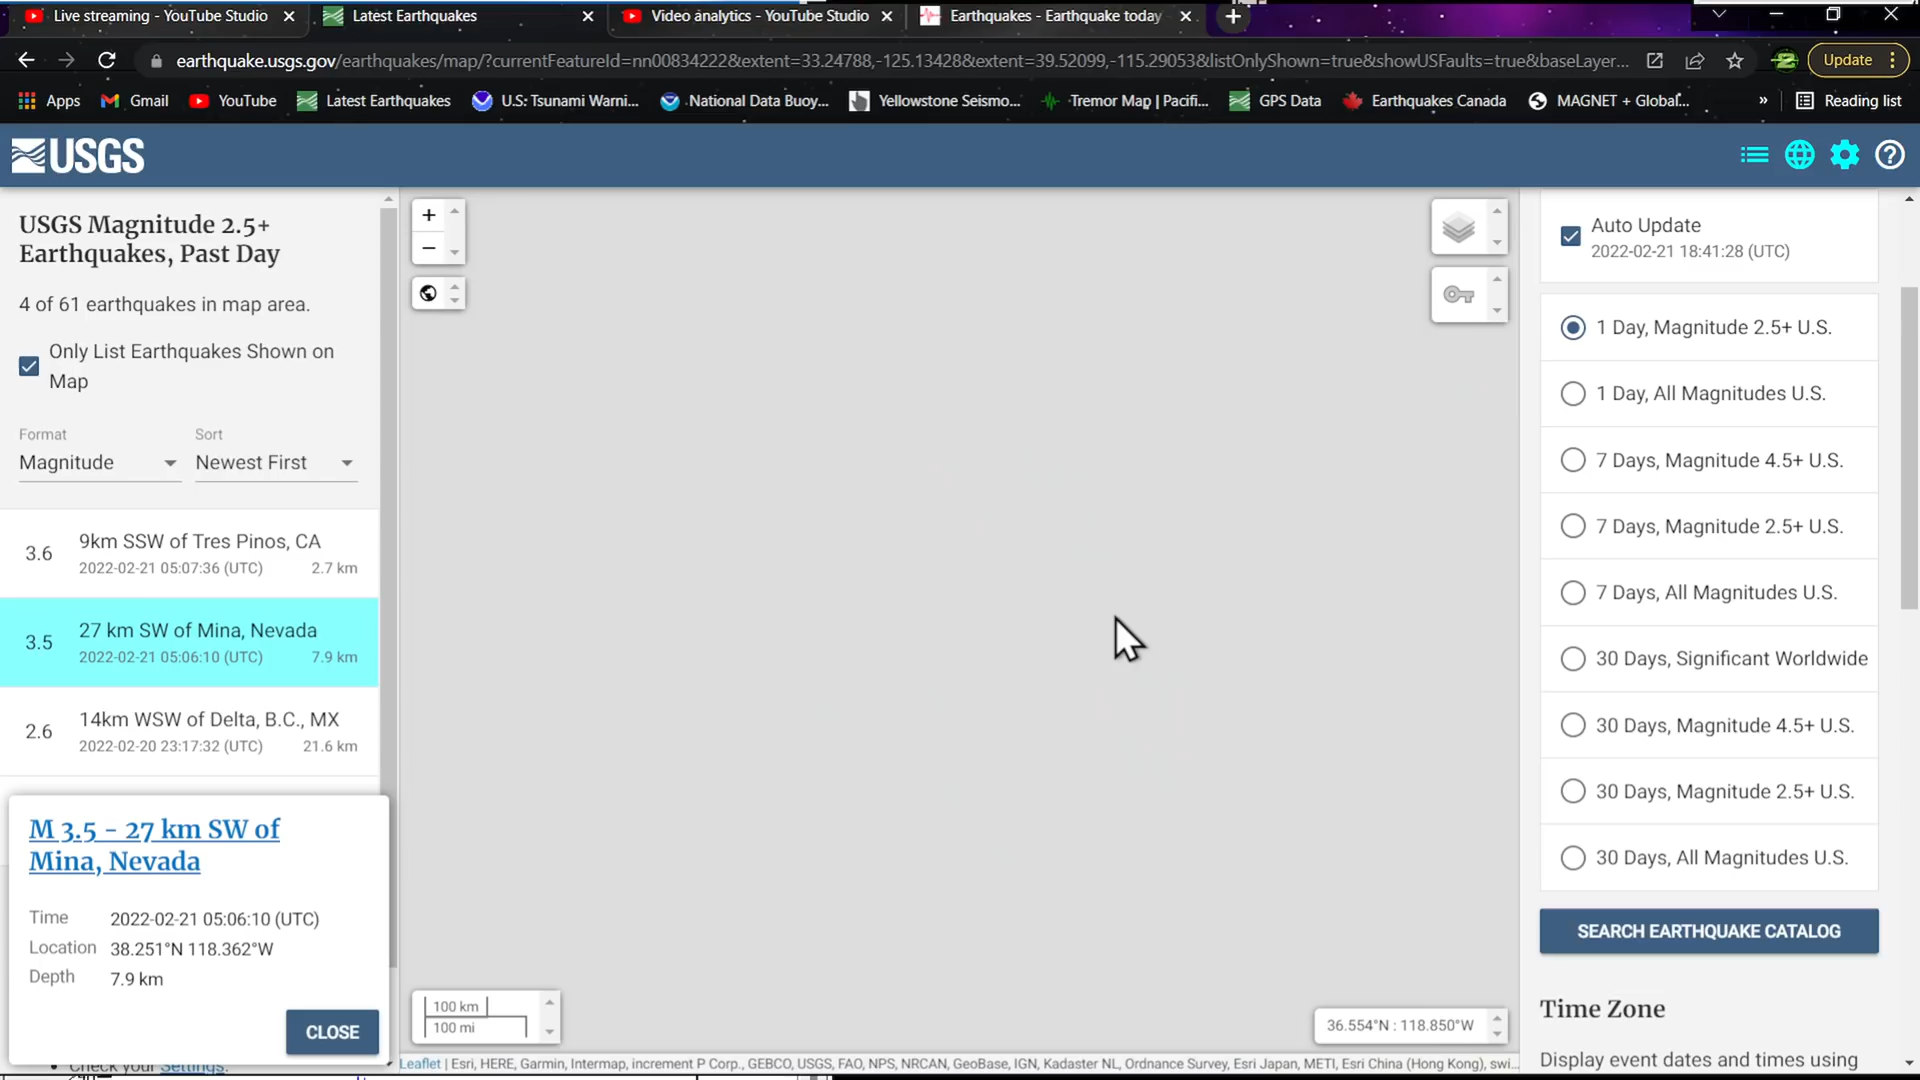 Live streaming - YouTube Studio
Latest Earthquakes
Video analytics - YouTube Studio
Earthquakes - Earthquake today
earthquake.usgs.gov/earthquakes/map/?currentFeatureId=nn00834222&extent=33.24788,-125.13428&extent=39.52099,-115.29053&listOnlyShown=true&showUSFaults=true&baseLayer...
Update
Apps
Gmail
YouTube
Latest Earthquakes
U.S: Tsunami Warni...
National Data Buoy...
Yellowstone Seismo...
Tremor Map | Pacifi...
GPS Data
Earthquakes Canada
MAGNET + Global...
»
Reading list
USGS
USGS Magnitude 2.5+
Earthquakes, Past Day
4 of 61 earthquakes in map area.
Only List Earthquakes Shown on
Map
Format
Sort
Magnitude
Newest First
3.6
9km SSW of Tres Pinos, CA
2022-02-21 05:07:36 (UTC)
2.7 km
3.5
27 km SW of Mina, Nevada
2022-02-21 05:06:10 (UTC)
7.9 km
2.6
14km WSW of Delta, B.C., MX
2022-02-20 23:17:32 (UTC)
21.6 km
M 3.5 - 27 km SW of
Mina, Nevada
Time
2022-02-21 05:06:10 (UTC)
Location
38.251°N 118.362°W
Depth
7.9 km
CLOSE
Check your Settings.
+
−
100 km
100 mi
36.554°N : 118.850°W
Leaflet | Esri, HERE, Garmin, Intermap, increment P Corp., GEBCO, USGS, FAO, NPS, NRCAN, GeoBase, IGN, Kadaster NL, Ordnance Survey, Esri Japan, METI, Esri China (Hong Kong), swi...
Auto Update
2022-02-21 18:41:28 (UTC)
1 Day, Magnitude 2.5+ U.S.
1 Day, All Magnitudes U.S.
7 Days, Magnitude 4.5+ U.S.
7 Days, Magnitude 2.5+ U.S.
7 Days, All Magnitudes U.S.
30 Days, Significant Worldwide
30 Days, Magnitude 4.5+ U.S.
30 Days, Magnitude 2.5+ U.S.
30 Days, All Magnitudes U.S.
SEARCH EARTHQUAKE CATALOG
Time Zone
Display event dates and times using